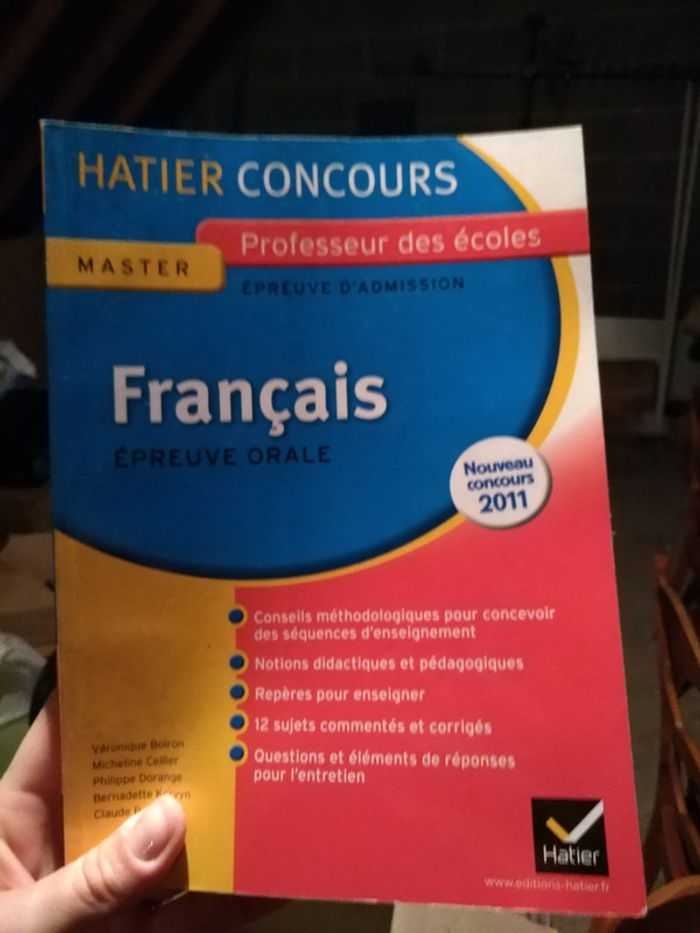 HATIER CONCOURS
Professeur des écoles
MASTER
ÉPREUVE D'ADMISSION
Français
ÉPREUVE ORALE
Nouveau
concours
2011
Conseils méthodologiques pour concevoir
des séquences d'enseignement
Notions didactiques et pédagogiques
Repères pour enseigner
12 sujets commentés et corrigés
Questions et éléments de réponses
pour l'entretien
Véronique Boiron
Micheline Cellier
Philippe Dorange
Bernadette
Claude
Hatier
www.editions-hatier.fr